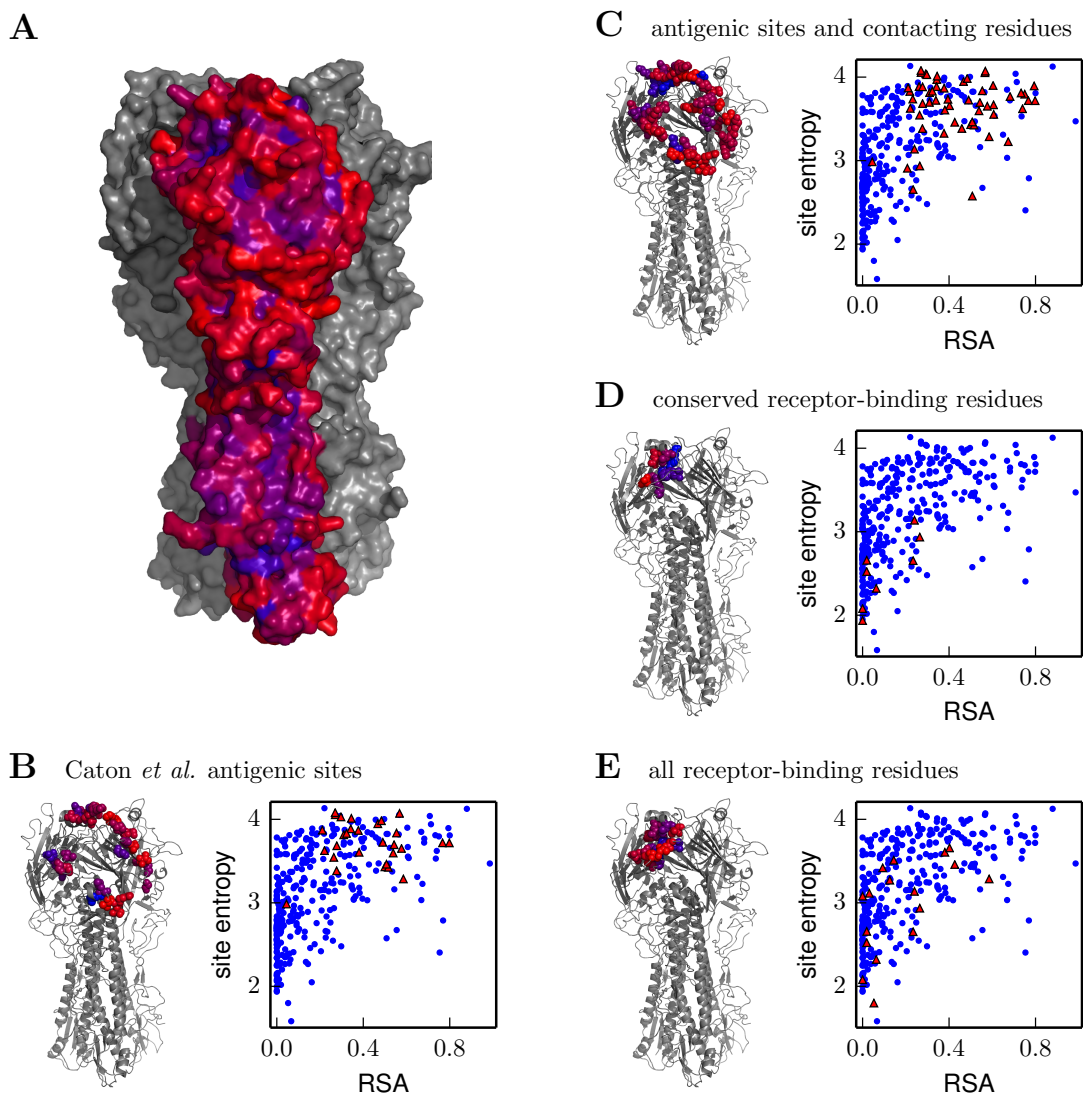 A
C antigenic sites and contacting residues
4
3
2
site entropy
0.0 0.4 0.8
RSA
D conserved receptor-binding residues
4
3
2
site entropy
0.0 0.4 0.8
RSA
B Caton et al. antigenic sites
4
3
2
site entropy
0.0 0.4 0.8
RSA
E all receptor-binding residues
4
3
2
site entropy
0.0 0.4 0.8
RSA